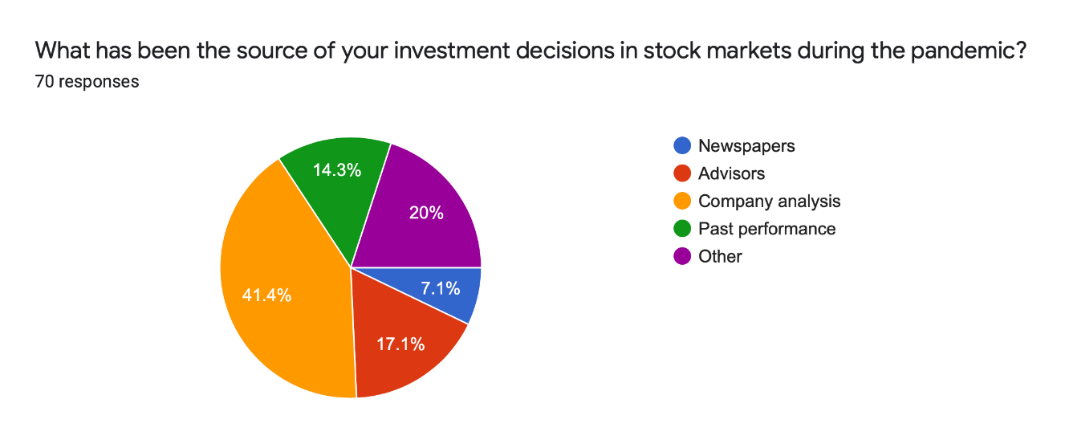 What has been the source of your investment decisions in stock markets during the pandemic?
70 responses
14.3%
20%
7.1%
41.4%
17.1%
Newspapers
Advisors
Company analysis
Past performance
Other